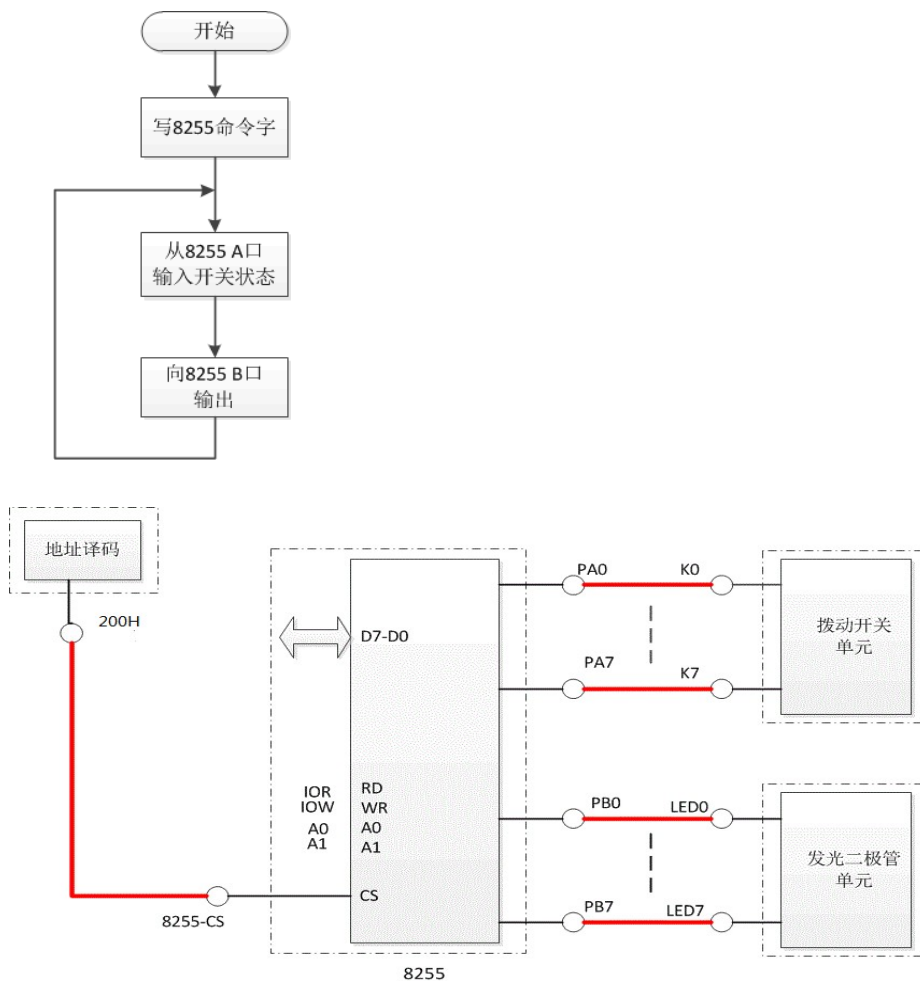 开始
写8255命令字
从8255 A口
输入开关状态
向8255 B口
输出
地址译码
200H
D7-D0
IOR
IOW
A0
A1
RD
WR
A0
A1
CS
8255-CS
8255
PA0
K0
PA7
K7
拨动开关
单元
PB0
LED0
PB7
LED7
发光二极管
单元